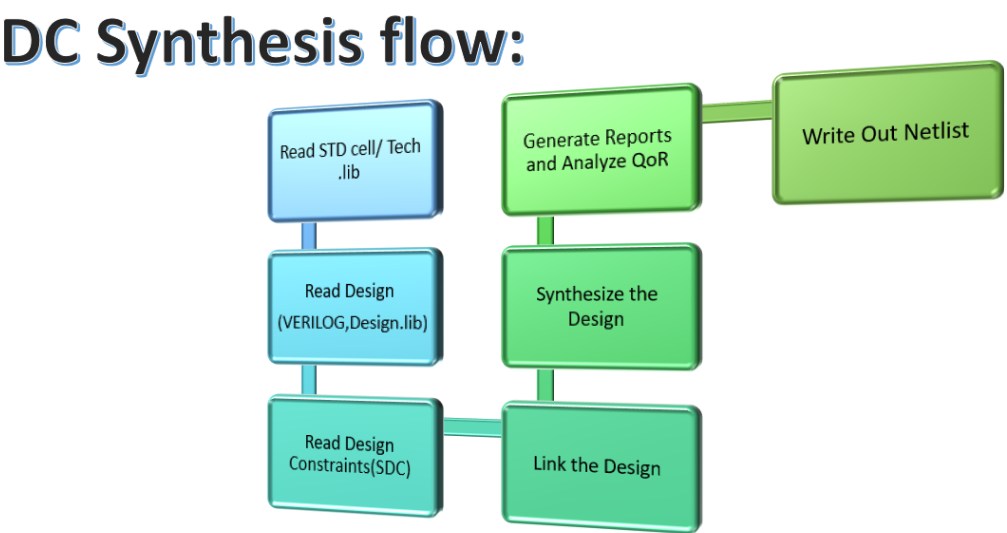 DC Synthesis flow:
Read STD cell/ Tech
.lib
Read Design
(VERILOG,Design.lib)
Read Design
Constraints(SDC)
Link the Design
Synthesize the
Design
Generate Reports
and Analyze QoR
Write Out Netlist